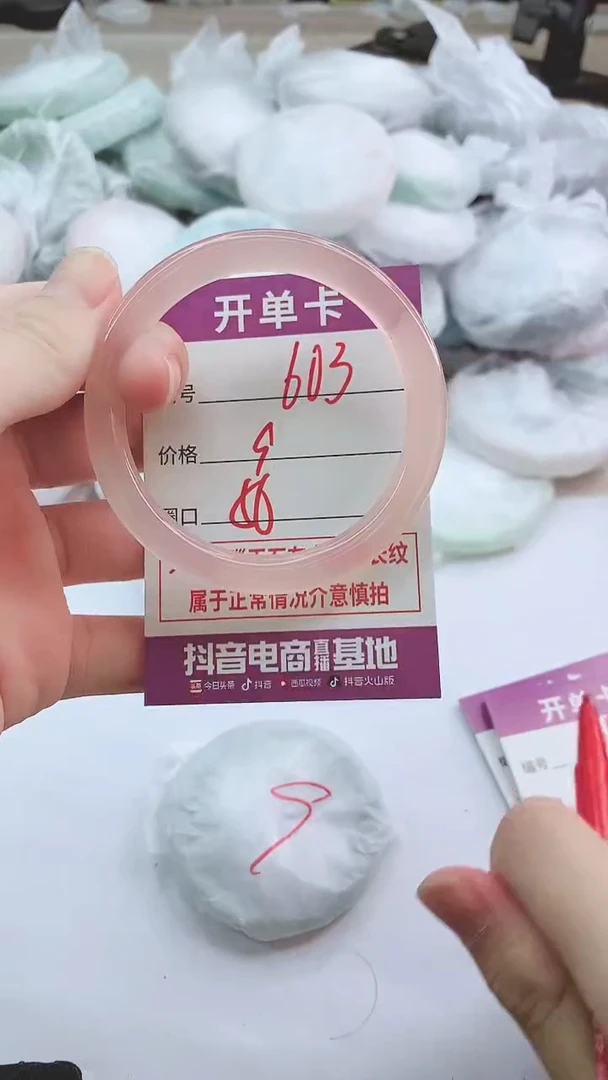 开单卡
号 603
价格 9
圈口
纹
属于正常情况介意慎拍
抖音电商直播基地
今日头条 抖音 西瓜视频 抖音火山版
9
开单卡
编号